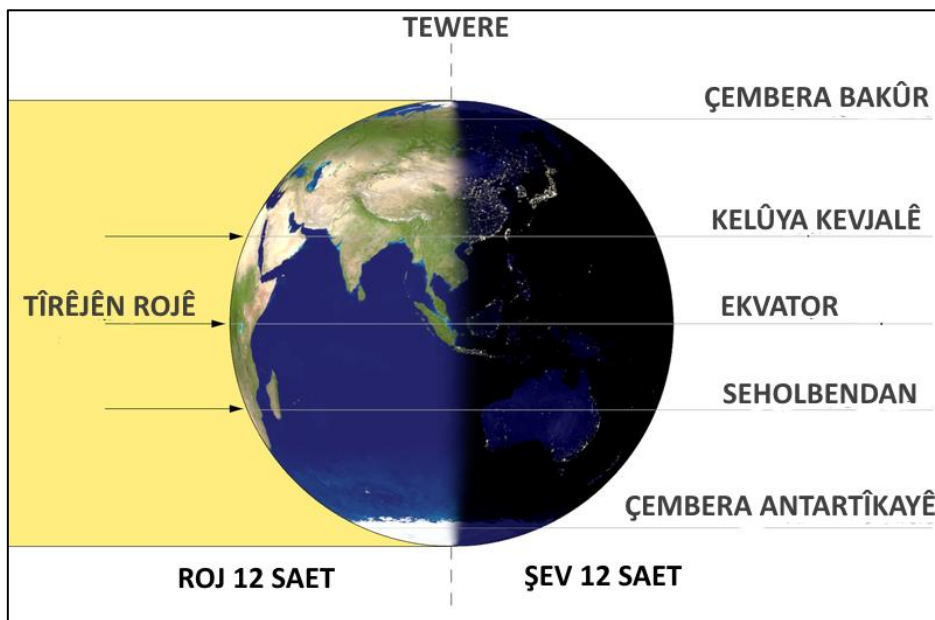 TEWERE
ÇEMBERA BAKÛR
KELÛYA KEVJALÊ
TÎRÊJÊN ROJÊ
EKVATOR
SEHOLBENDAN
ÇEMBERA ANTARTÎKAYÊ
ROJ 12 SAET
ŞEV 12 SAET